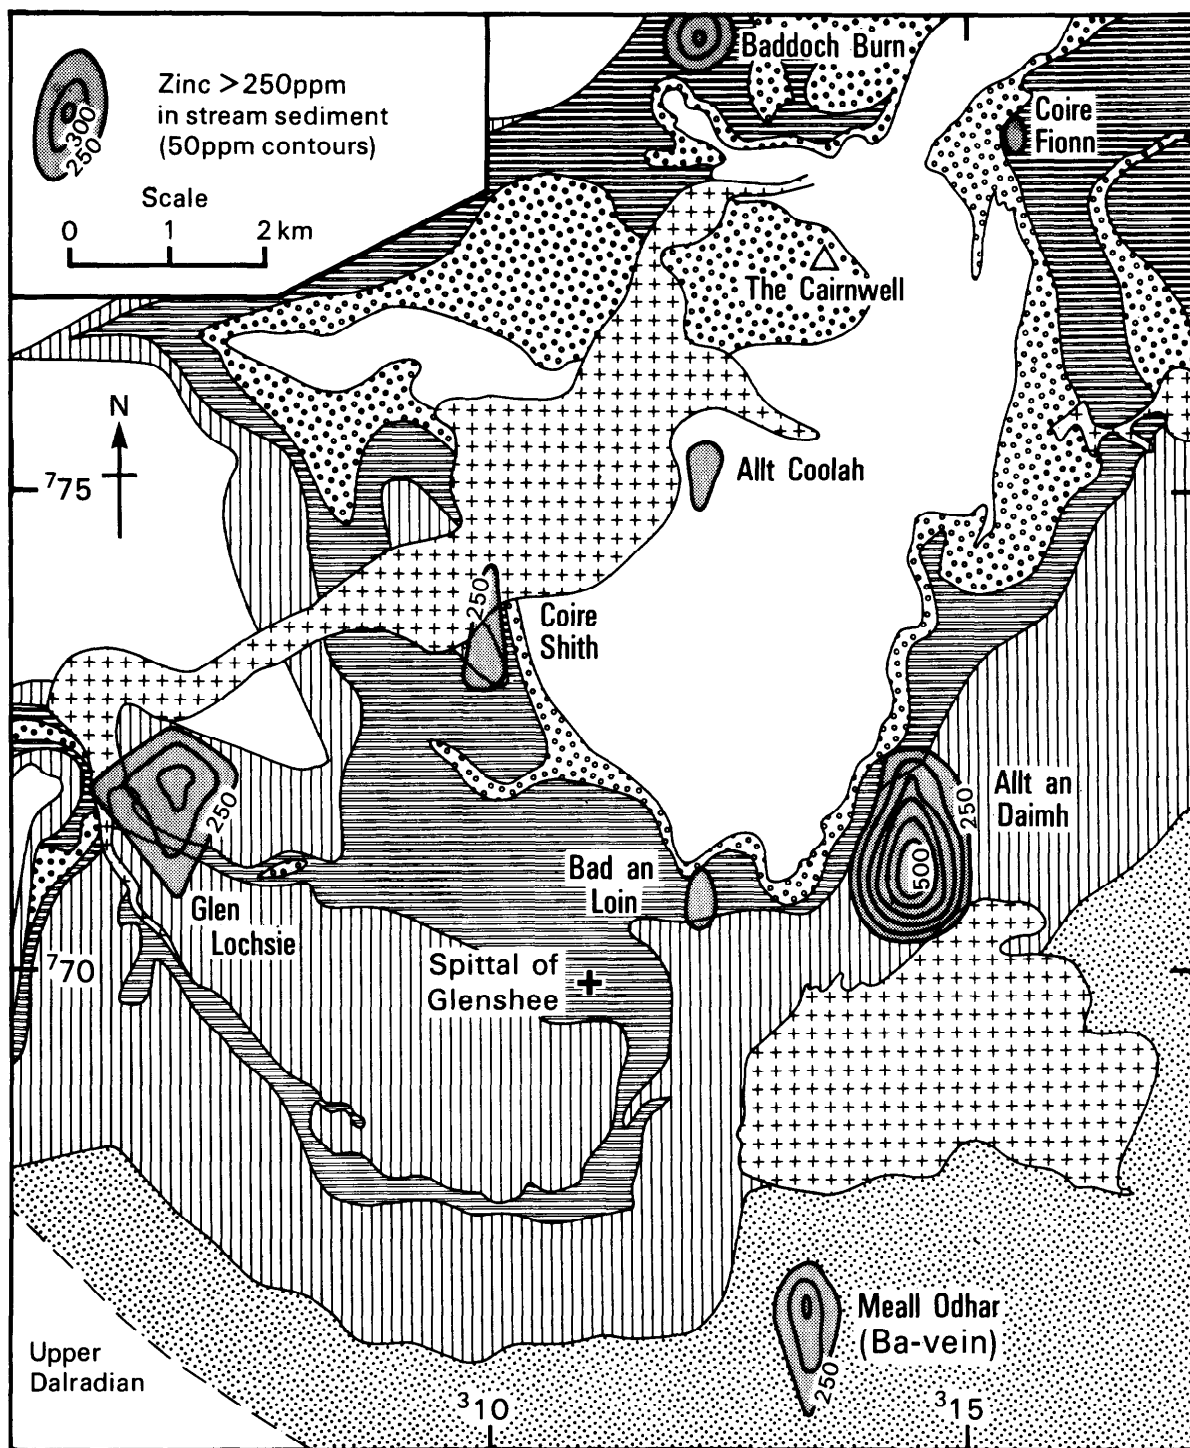 Zinc > 250ppm
in stream sediment
(50ppm contours)
300
250
Scale
0 1 2 km
N
Baddoch Burn
Coire
Fionn
The Cairnwell
Allt Coolah
775
250
Coire
Shith
250
Glen
Lochsie
Allt an
Daimh
250
500
Bad an
Loin
770
Spittal of
Glenshee
Meall Odhar
(Ba-vein)
250
Upper
Dalradian
310
315